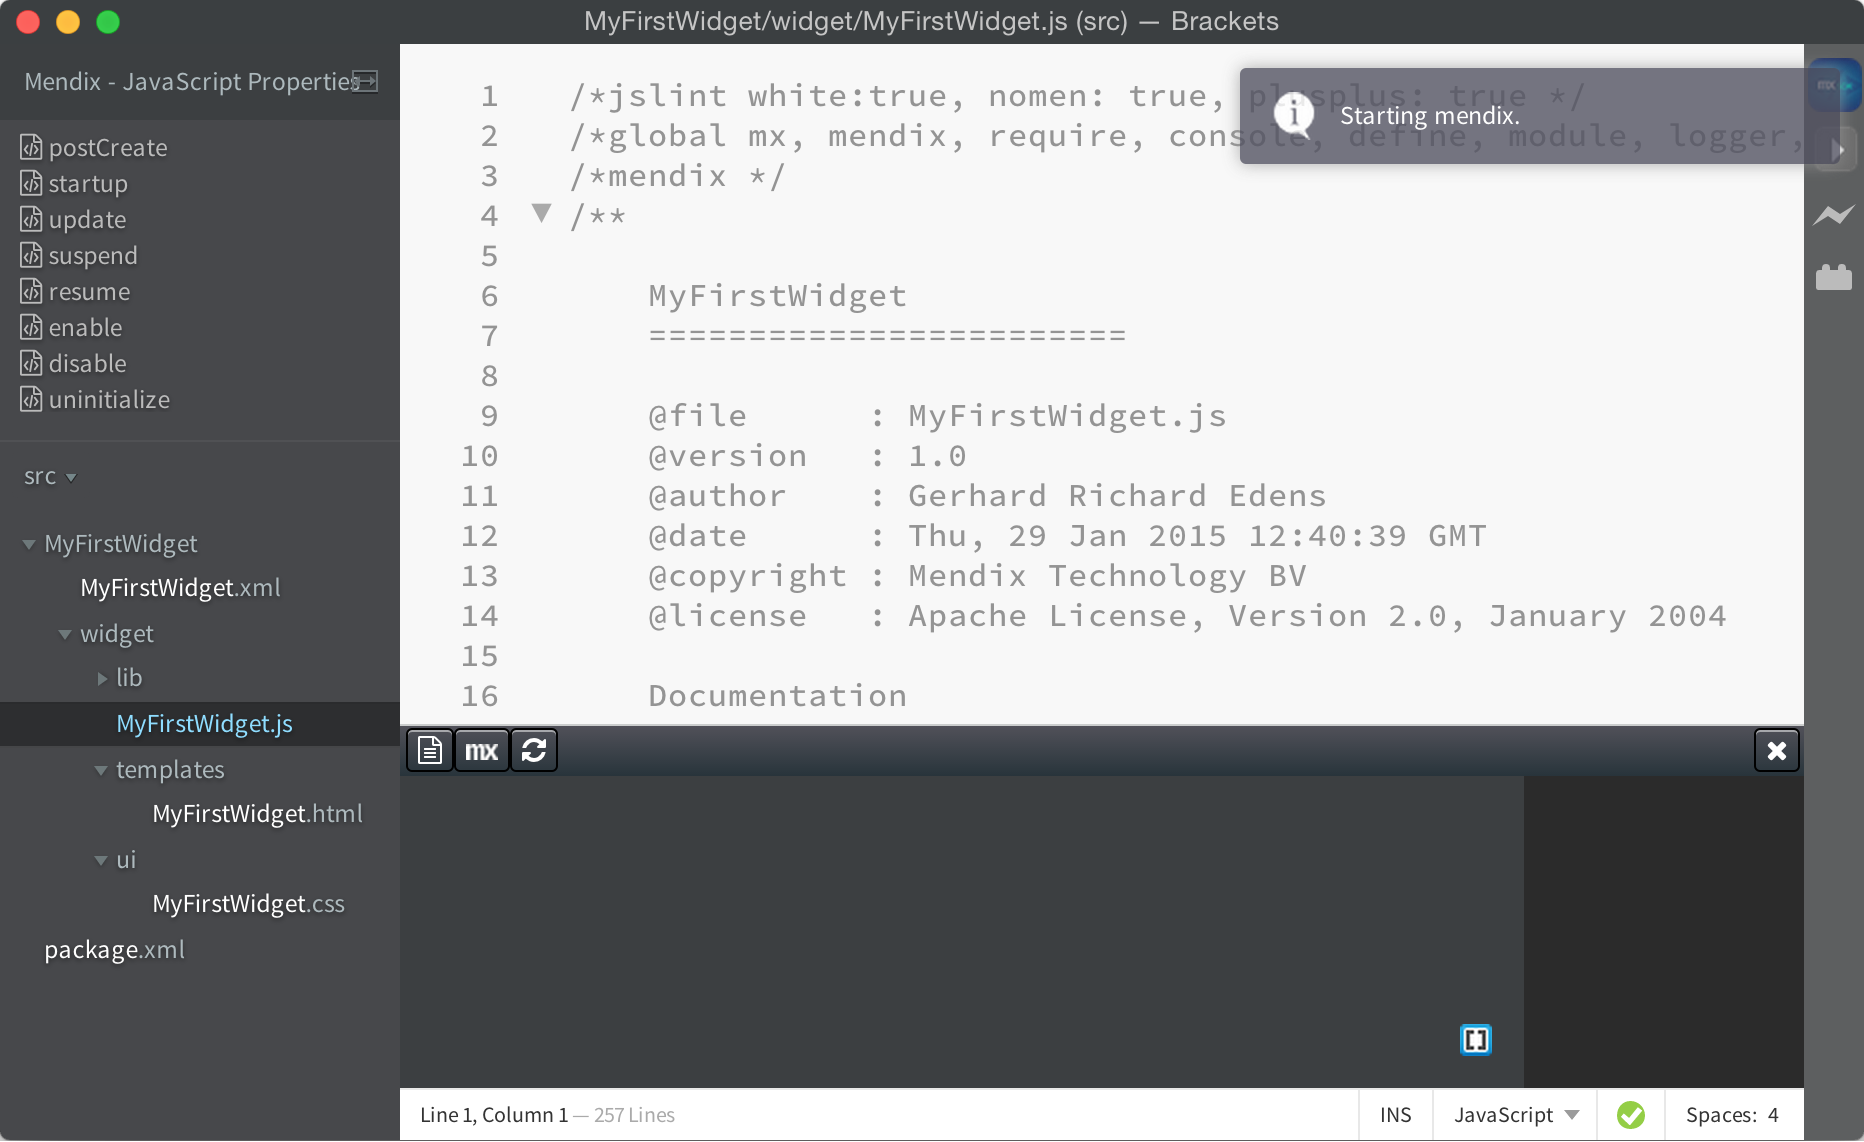 MyFirstWidget/widget/MyFirstWidget.js (src) — Brackets
Mendix - JavaScript Properties
postCreate
startup
update
suspend
resume
enable
disable
uninitialize
src
MyFirstWidget
MyFirstWidget.xml
widget
lib
MyFirstWidget.js
templates
MyFirstWidget.html
ui
MyFirstWidget.css
package.xml
1 /*jslint white:true, nomen: true, plusplus: true */
2 /*global mx, mendix, require, console, define, module, logger,
3 /*mendix */
4 /**
5
6 MyFirstWidget
7 ========================
8
9 @file : MyFirstWidget.js
10 @version : 1.0
11 @author : Gerhard Richard Edens
12 @date : Thu, 29 Jan 2015 12:40:39 GMT
13 @copyright : Mendix Technology BV
14 @license : Apache License, Version 2.0, January 2004
15
16 Documentation
Starting mendix.
mx
mx
Line 1, Column 1 — 257 Lines
INS
JavaScript
Spaces: 4